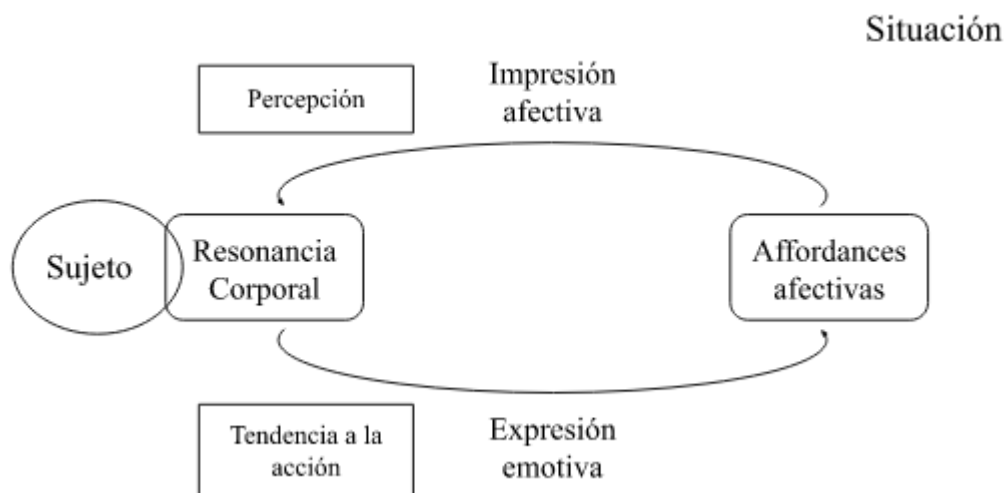 Situación
Percepción
Impresión
afectiva
Sujeto
Resonancia
Corporal
Affordances
afectivas
Tendencia a la
acción
Expresión
emotiva